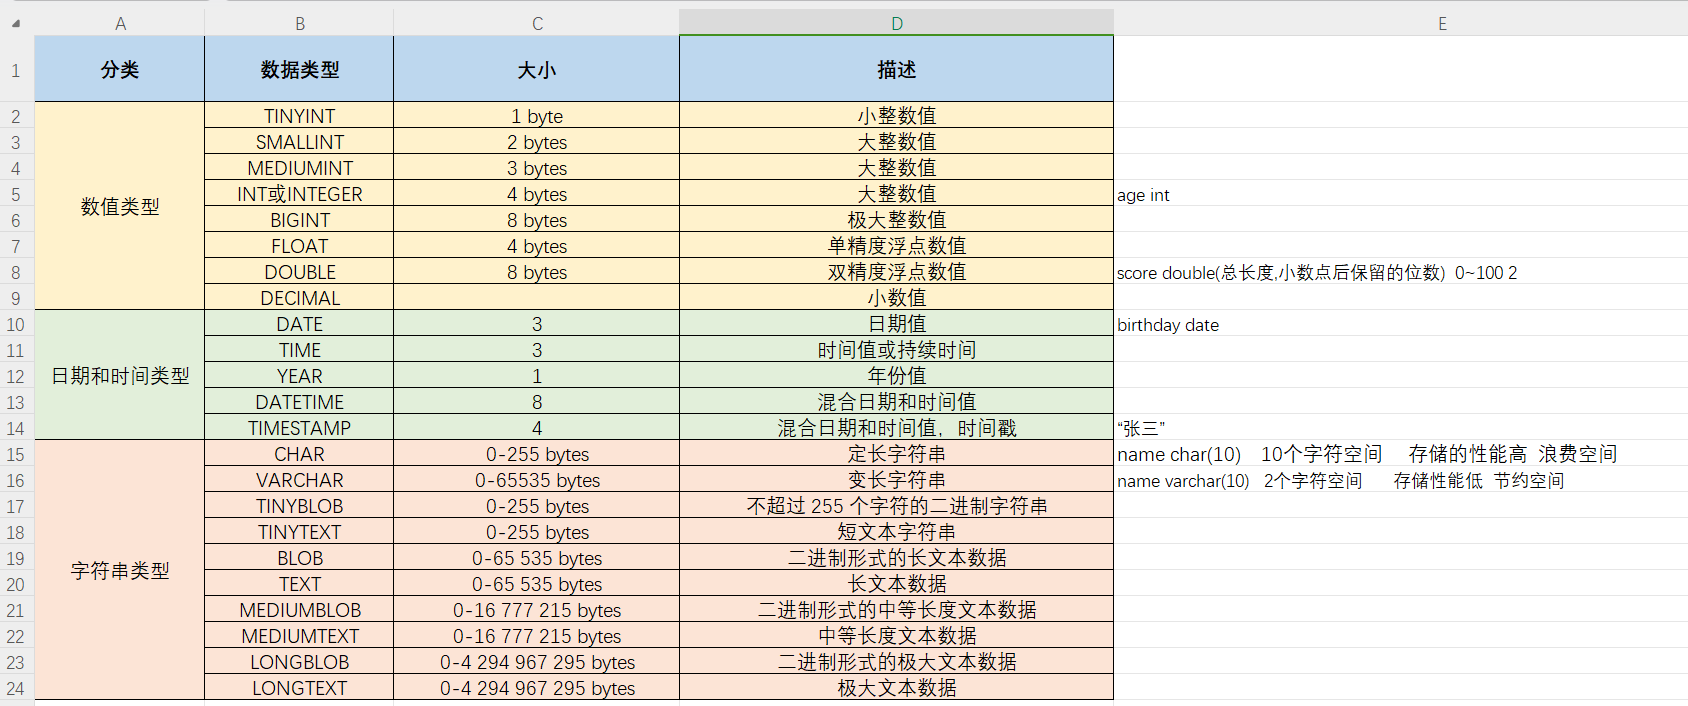 A B C D E
1 分类 数据类型 大小 描述
2 TINYINT 1 byte 小整数值
3 SMALLINT 2 bytes 大整数值
4 MEDIUMINT 3 bytes 大整数值
5 数值类型 INT或INTEGER 4 bytes 大整数值 age int
6 BIGINT 8 bytes 极大整数值
7 FLOAT 4 bytes 单精度浮点数值
8 DOUBLE 8 bytes 双精度浮点数值 score double(总长度,小数点后保留的位数) 0~100 2
9 DECIMAL 小数值
10 DATE 3 日期值 birthday date
11 TIME 3 时间值或持续时间
12 日期和时间类型 YEAR 1 年份值
13 DATETIME 8 混合日期和时间值
14 TIMESTAMP 4 混合日期和时间值，时间戳 “张三”
15 CHAR 0-255 bytes 定长字符串 name char(10) 10个字符空间 存储的性能高 浪费空间
16 VARCHAR 0-65535 bytes 变长字符串 name varchar(10) 2个字符空间 存储性能低 节约空间
17 TINYBLOB 0-255 bytes 不超过 255 个字符的二进制字符串
18 TINYTEXT 0-255 bytes 短文本字符串
19 字符串类型 BLOB 0-65 535 bytes 二进制形式的长文本数据
20 TEXT 0-65 535 bytes 长文本数据
21 MEDIUMBLOB 0-16 777 215 bytes 二进制形式的中等长度文本数据
22 MEDIUMTEXT 0-16 777 215 bytes 中等长度文本数据
23 LONGBLOB 0-4 294 967 295 bytes 二进制形式的极大文本数据
24 LONGTEXT 0-4 294 967 295 bytes 极大文本数据